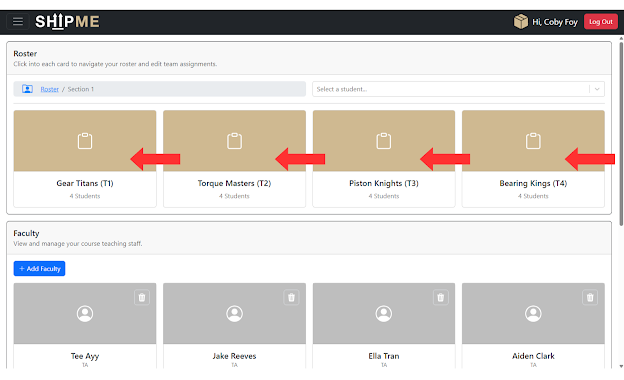 SHIPME
Hi, Coby Foy
Log Out
Roster
Click into each card to navigate your roster and edit team assignments.
Roster / Section 1
Select a student...
Gear Titans (T1)
4 Students
Torque Masters (T2)
4 Students
Piston Knights (T3)
4 Students
Bearing Kings (T4)
4 Students
Faculty
View and manage your course teaching staff.
+ Add Faculty
Tee Ayy
TA
Jake Reeves
TA
Ella Tran
TA
Aiden Clark
TA